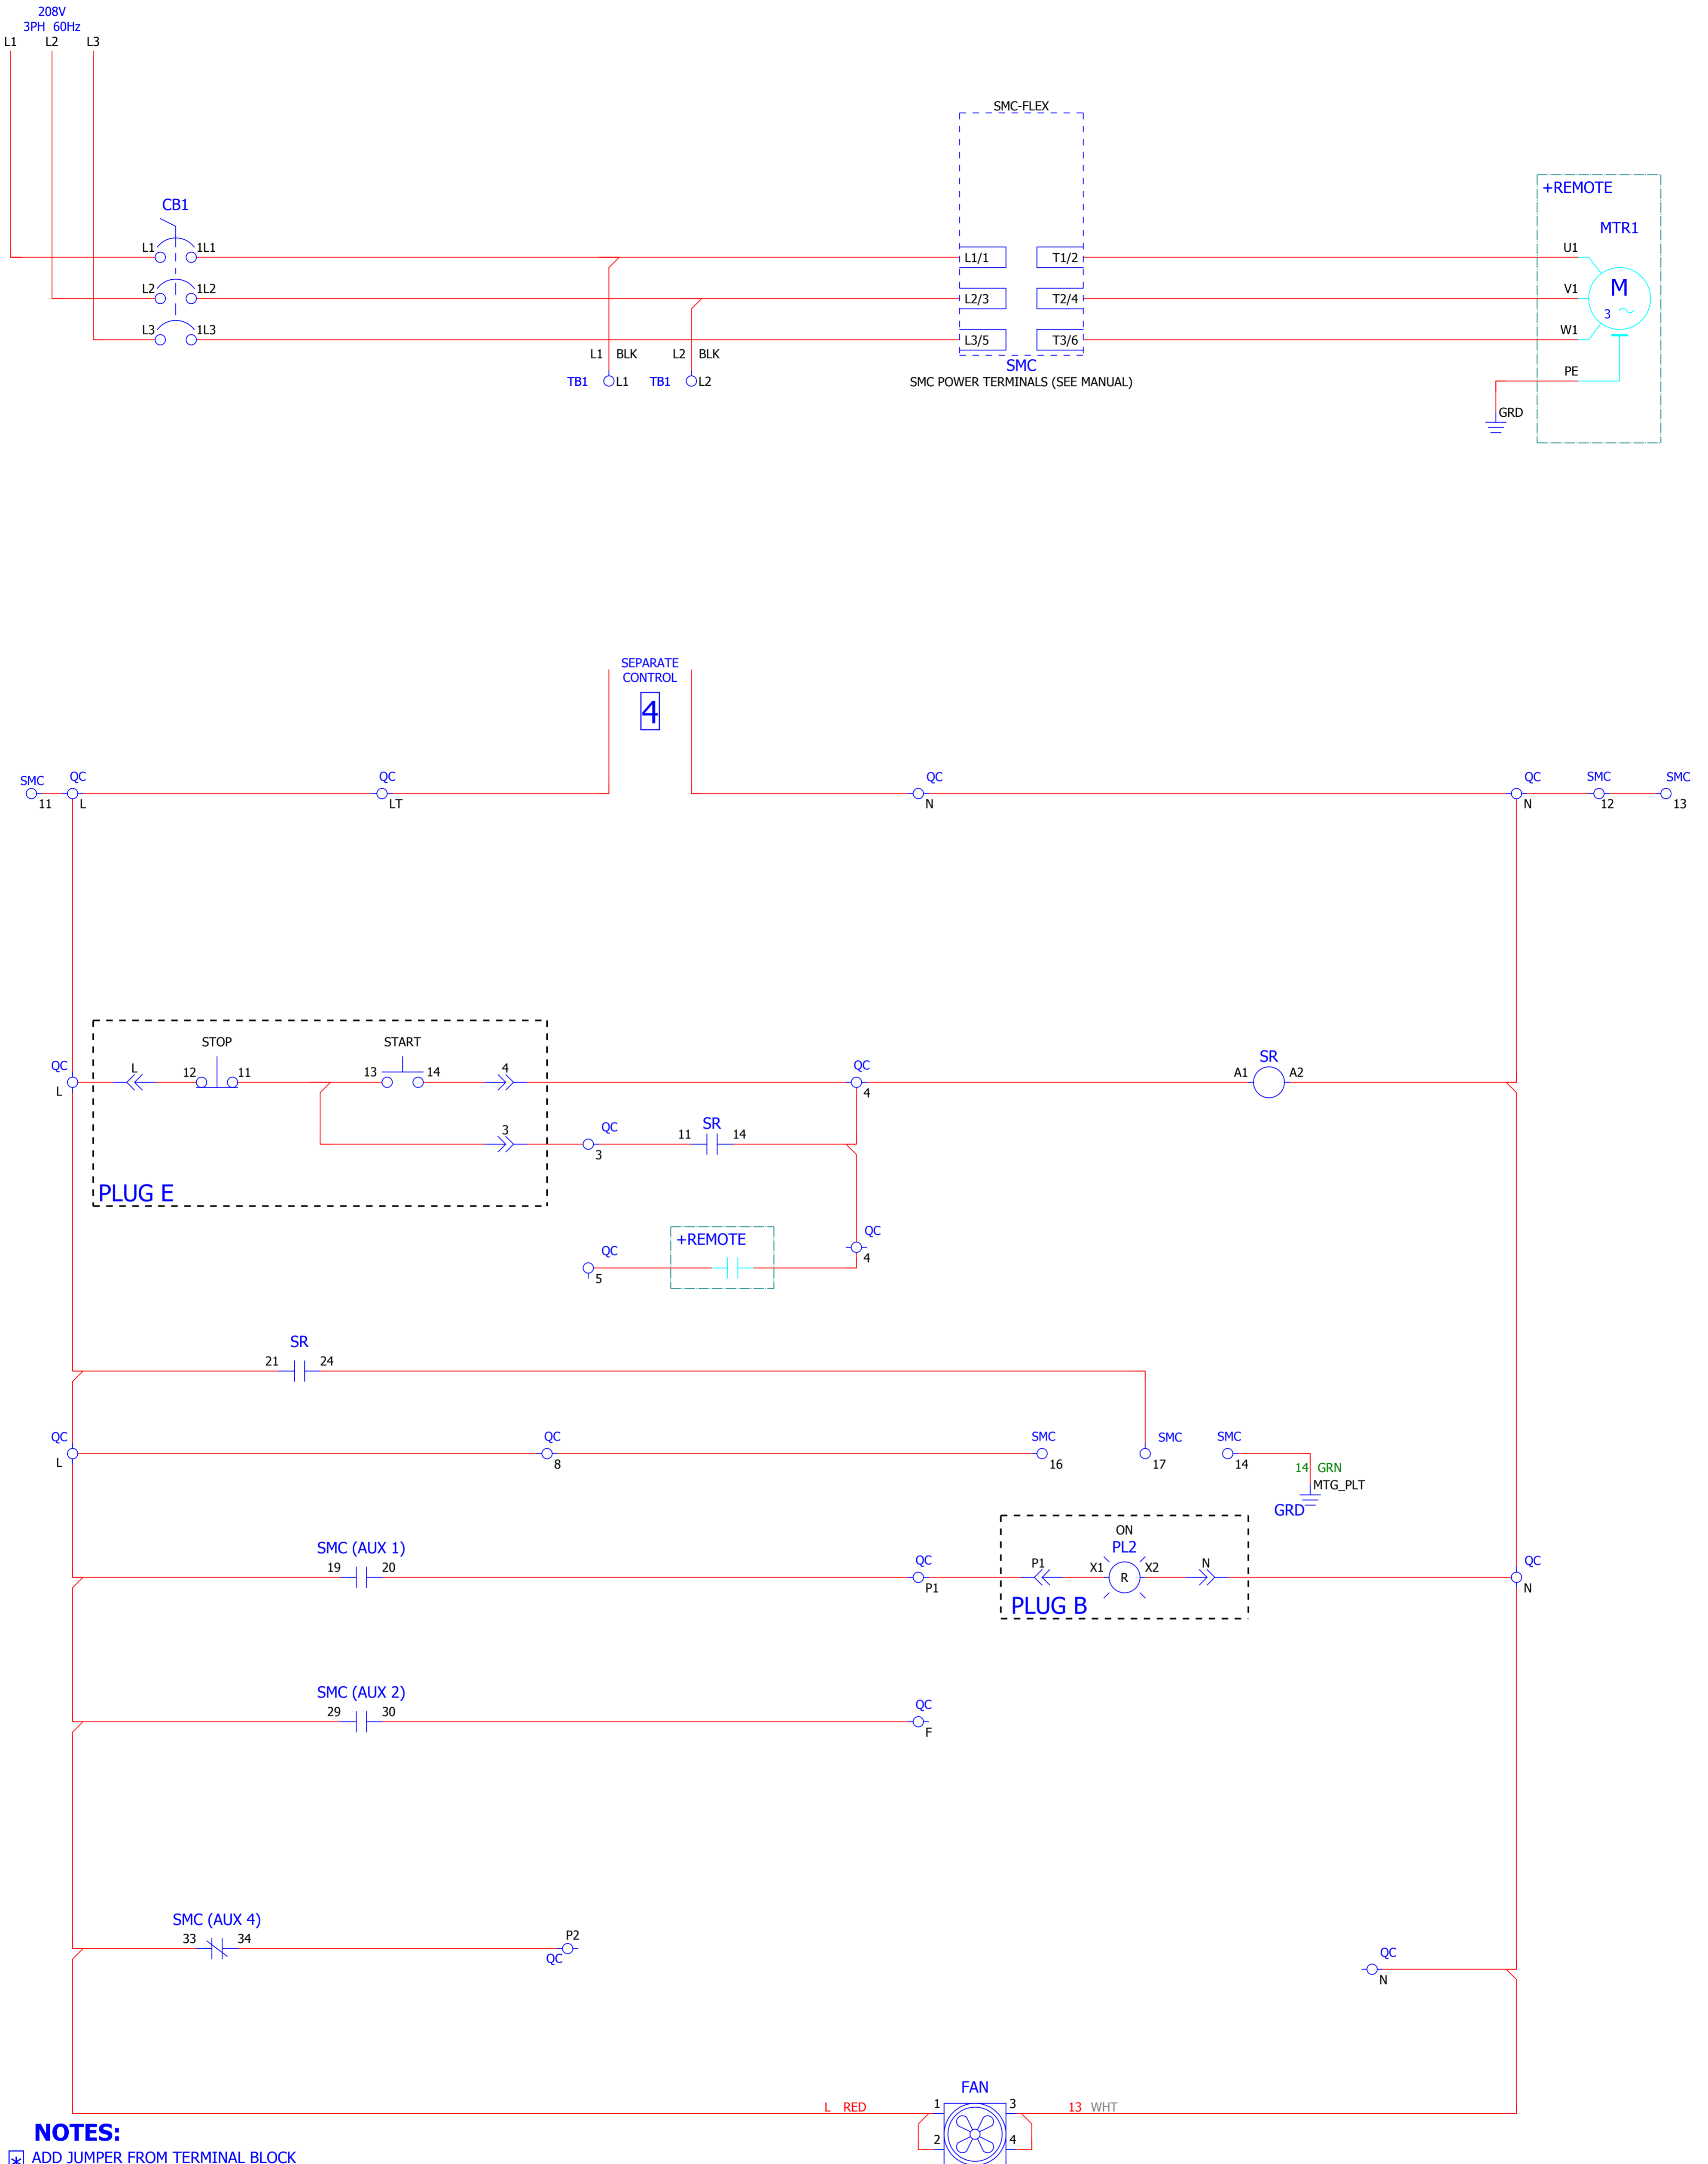 208V
3PH 60Hz
L1 L2 L3
SMC-FLEX
+REMOTE
CB1
MTR1
L1 1L1
L1/1 T1/2
U1
L2 1L2
L2/3 T2/4
V1
M
3
L3 1L3
L3/5 T3/6
W1
L1 BLK L2 BLK
SMC
TB1 L1 TB1 L2
SMC POWER TERMINALS (SEE MANUAL)
PE
GRD
SEPARATE
CONTROL
4
SMC QC QC QC QC SMC SMC
11 L LT N N 12 13
STOP START
QC L 12 11 13 14 4 QC SR
L 4 A1 A2
3 QC 11 SR 14
3
PLUG E
+REMOTE
QC QC
5 4
SR
21 24
QC QC SMC SMC SMC
L 8 16 17 14
14 GRN
MTG_PLT
GRD
ON
SMC (AUX 1) PL2
19 20 QC P1 X1 R X2 N QC
P1 N
PLUG B
SMC (AUX 2)
29 30 QC
F
SMC (AUX 4)
33 34 P2
QC
QC
N
FAN
L RED 1 3 13 WHT
2 4
NOTES:
* ADD JUMPER FROM TERMINAL BLOCK